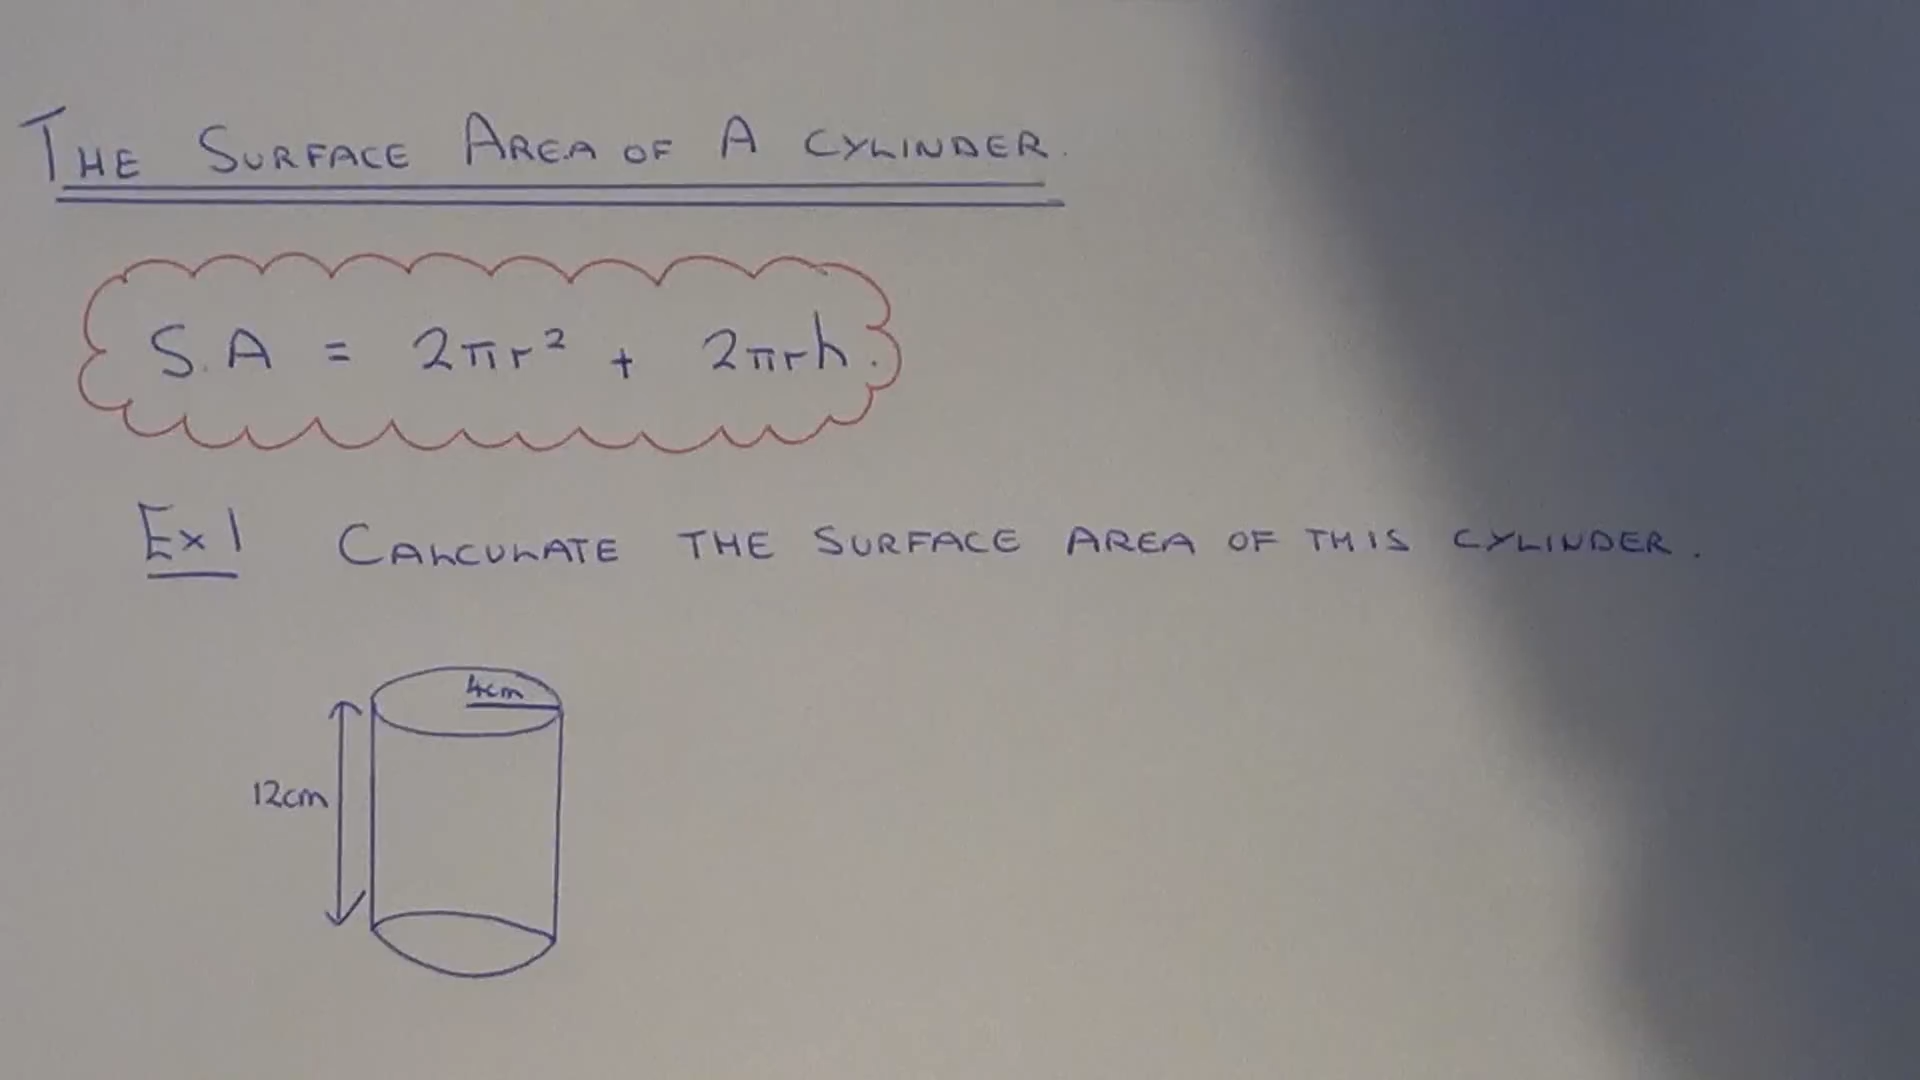 THE SURFACE AREA OF A CYLINDER.
S.A = 2πr² + 2πrh.
Ex 1 CALCULATE THE SURFACE AREA OF THIS CYLINDER.
4cm
12cm